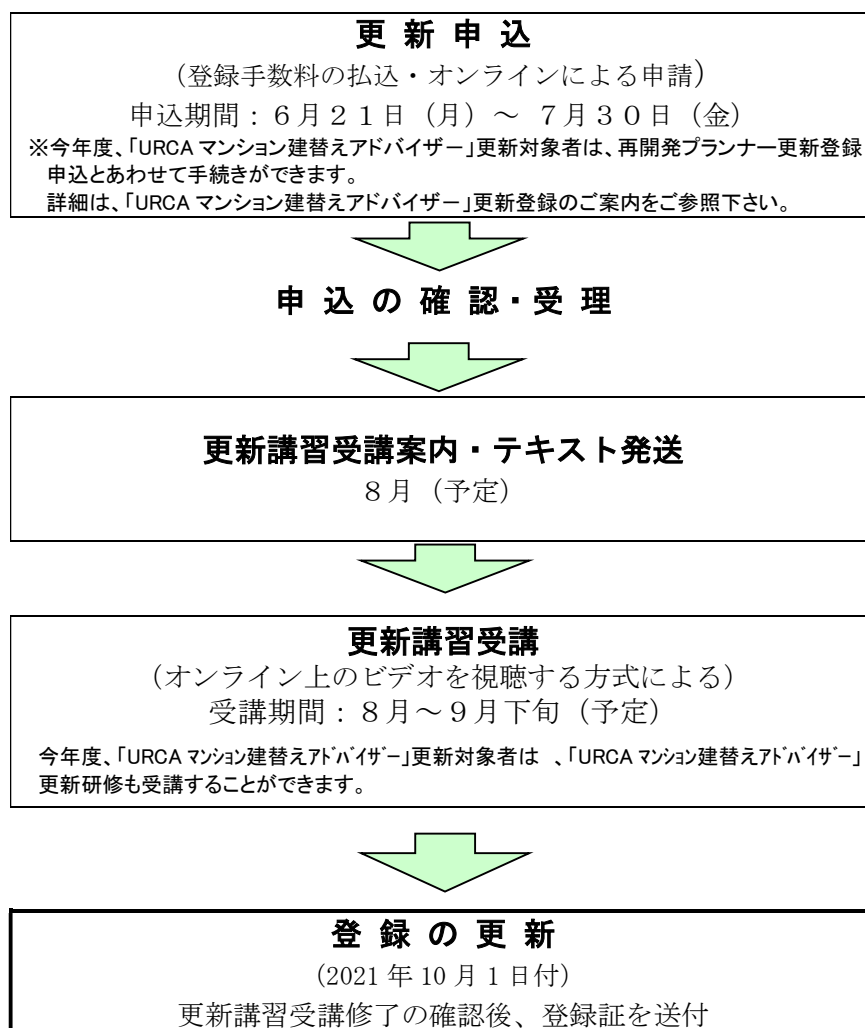 更 新 申 込
（登録手数料の払込・オンラインによる申請）
申込期間：６月２１日（月）～ ７月３０日（金）
※今年度、「URCA マンション建替えアドバイザー」更新対象者は、再開発プランナー更新登録
申込とあわせて手続きができます。
詳細は、「URCA マンション建替えアドバイザー」更新登録のご案内をご参照下さい。
申 込 の 確 認・受 理
更新講習受講案内・テキスト発送
８月（予定）
更新講習受講
（オンライン上のビデオを視聴する方式による）
受講期間：８月～９月下旬（予定）
今年度、「URCA ﾏﾝｼｮﾝ建替えｱﾄﾞﾊﾞｲｻﾞｰ」更新対象者は 、「URCA ﾏﾝｼｮﾝ建替えｱﾄﾞﾊﾞｲｻﾞｰ」
更新研修も受講することができます。
登 録 の 更 新
（2021 年 10 月 1 日付）
更新講習受講修了の確認後、登録証を送付